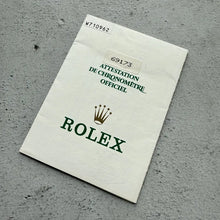 W710962
69173
ATTESTATION
DE CHRONOMÈTRE
OFFICIEL
ROLEX